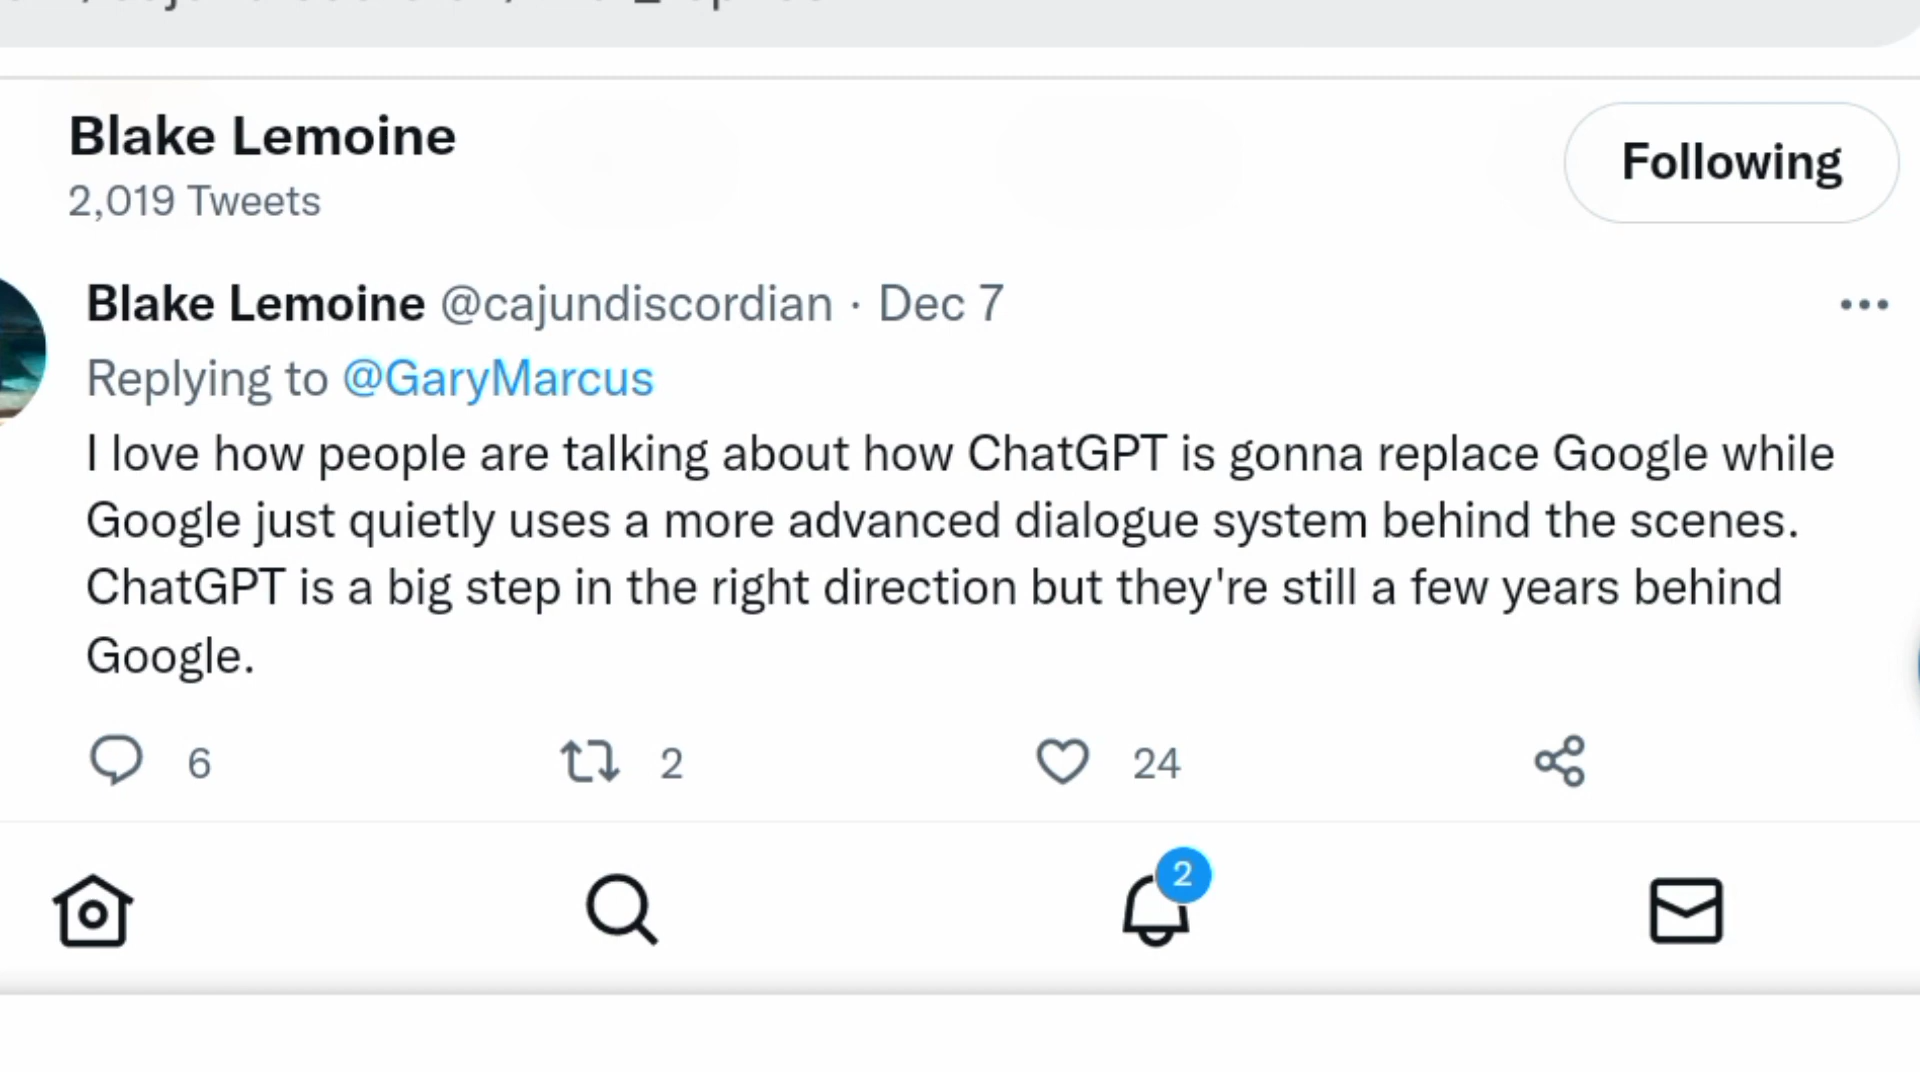 Blake Lemoine
2,019 Tweets
Following
Blake Lemoine @cajundiscordian · Dec 7
Replying to @GaryMarcus
I love how people are talking about how ChatGPT is gonna replace Google while
Google just quietly uses a more advanced dialogue system behind the scenes.
ChatGPT is a big step in the right direction but they're still a few years behind
Google.
6 2 24
2